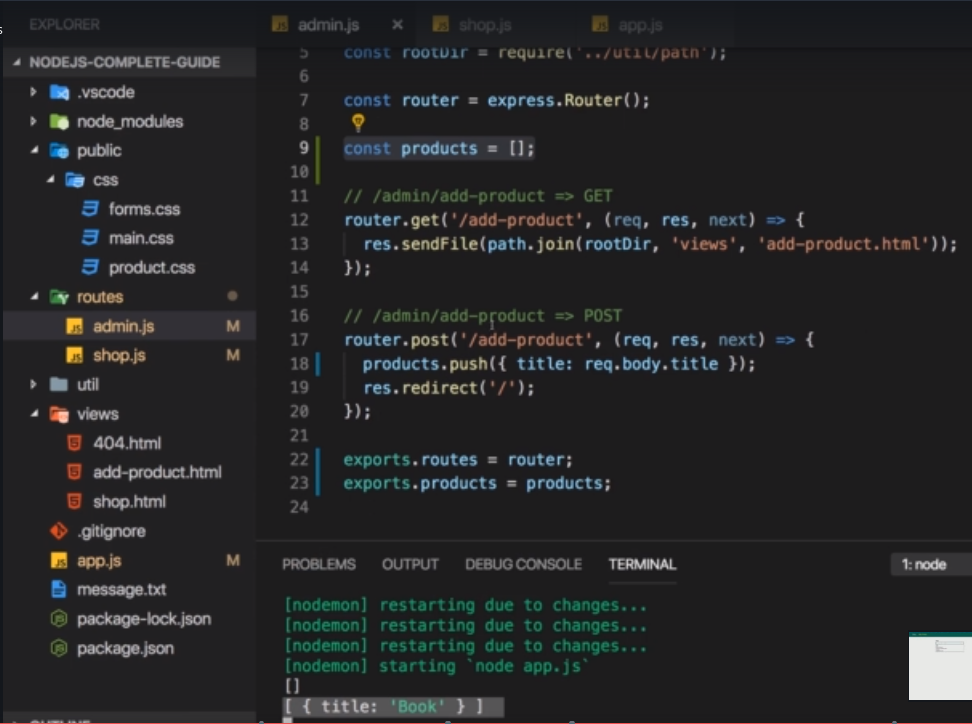 EXPLORER
NODEJS-COMPLETE-GUIDE
.vscode
node_modules
public
css
forms.css
main.css
product.css
routes
admin.js M
shop.js M
util
views
404.html
add-product.html
shop.html
.gitignore
app.js M
message.txt
package-lock.json
package.json
OUTLINE
admin.js
shop.js
app.js
5 const rootDir = require('../util/path');
6
7 const router = express.Router();
8
9 const products = [];
10
11 // /admin/add-product => GET
12 router.get('/add-product', (req, res, next) => {
13 res.sendFile(path.join(rootDir, 'views', 'add-product.html'));
14 });
15
16 // /admin/add-product => POST
17 router.post('/add-product', (req, res, next) => {
18 products.push({ title: req.body.title });
19 res.redirect('/');
20 });
21
22 exports.routes = router;
23 exports.products = products;
24
PROBLEMS OUTPUT DEBUG CONSOLE TERMINAL 1: node
[nodemon] restarting due to changes...
[nodemon] restarting due to changes...
[nodemon] restarting due to changes...
[nodemon] starting `node app.js`
[]
[ { title: 'Book' } ]